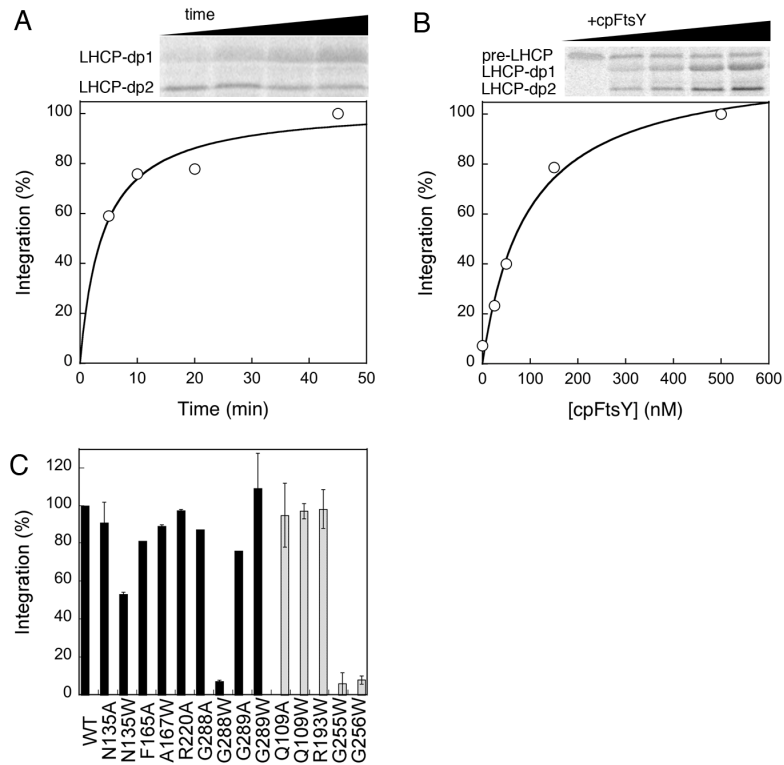 A
time
LHCP-dp1
LHCP-dp2
100
80
60
40
20
0
Integration (%)
0 10 20 30 40 50
Time (min)
B
+cpFtsY
pre-LHCP
LHCP-dp1
LHCP-dp2
100
80
60
40
20
0
Integration (%)
0 100 200 300 400 500 600
[cpFtsY] (nM)
C
120
100
80
60
40
20
0
Integration (%)
WT
N135A
N135W
F165A
A167W
R220A
G288A
G288W
G289A
G289W
Q109A
Q109W
R193W
G255W
G256W